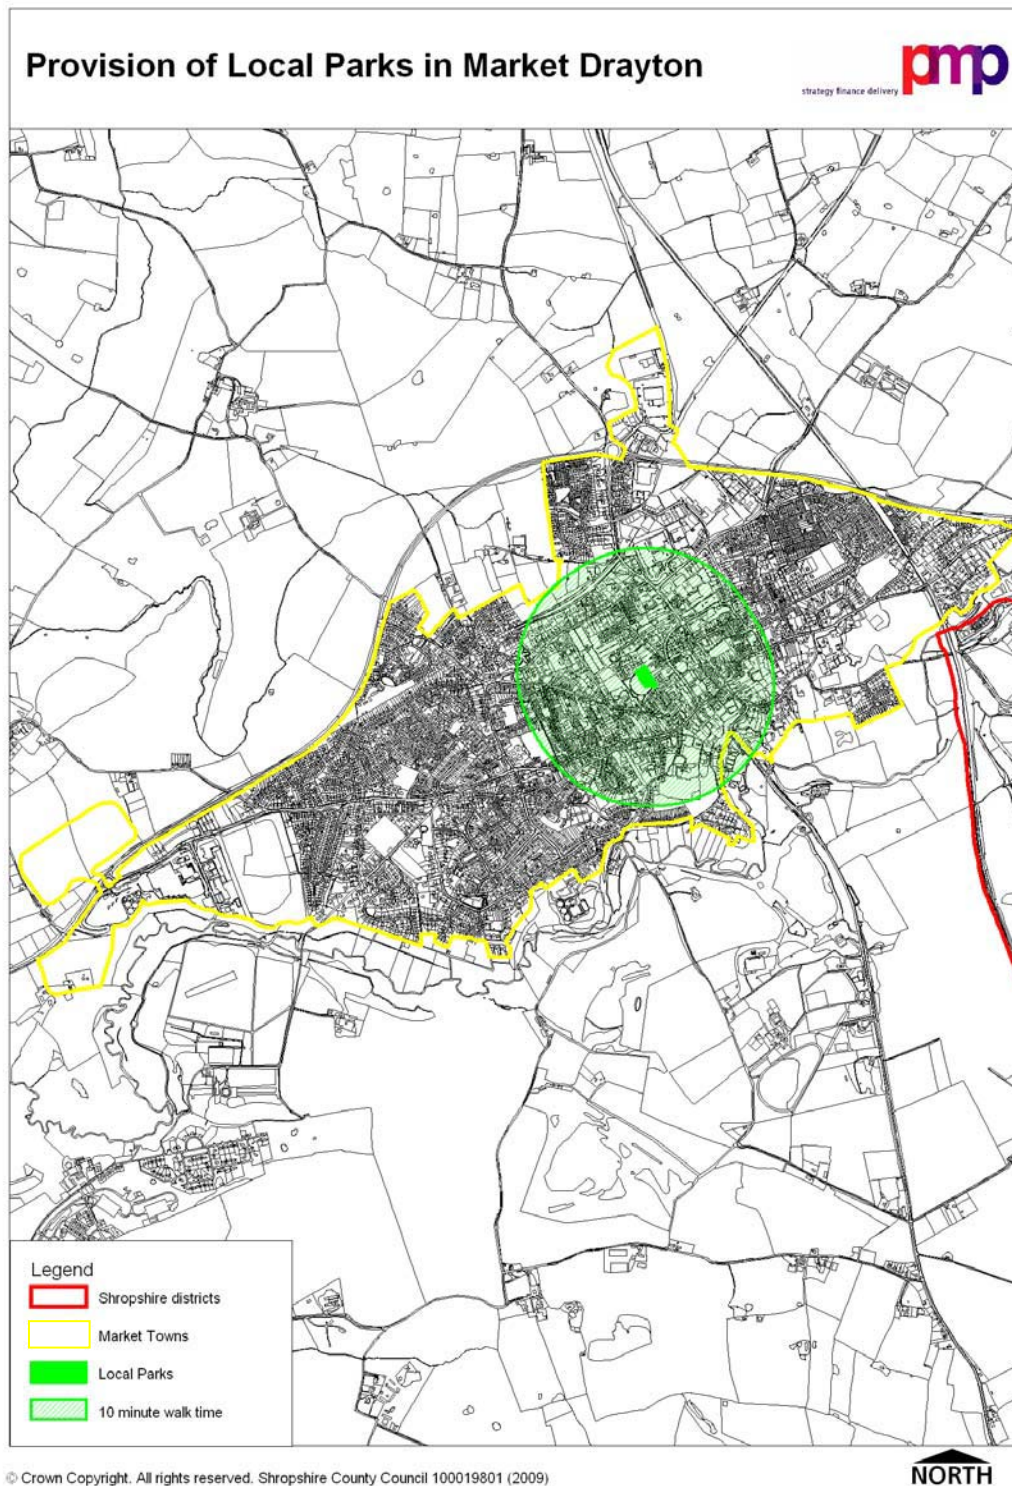 Provision of Local Parks in Market Drayton
pmp
strategy finance delivery
Legend
Shropshire districts
Market Towns
Local Parks
10 minute walk time
© Crown Copyright. All rights reserved. Shropshire County Council 100019801 (2009)
NORTH